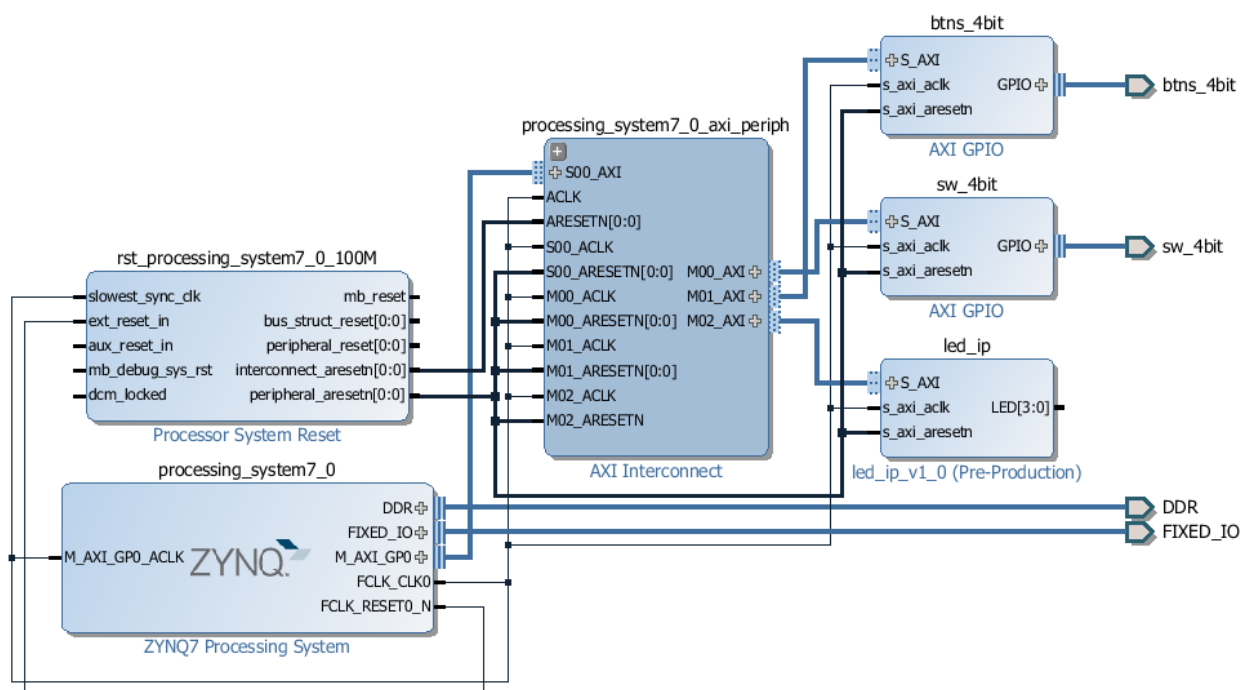 btns_4bit
S_AXI
s_axi_aclk
s_axi_aresetn
GPIO
btns_4bit
AXI GPIO
processing_system7_0_axi_periph
S00_AXI
ACLK
ARESETN[0:0]
S00_ACLK
S00_ARESETN[0:0]
M00_ACLK
M00_ARESETN[0:0]
M01_ACLK
M01_ARESETN[0:0]
M02_ACLK
M02_ARESETN
M00_AXI
M01_AXI
M02_AXI
AXI Interconnect
sw_4bit
S_AXI
s_axi_aclk
s_axi_aresetn
GPIO
sw_4bit
AXI GPIO
rst_processing_system7_0_100M
slowest_sync_clk
ext_reset_in
aux_reset_in
mb_debug_sys_rst
dcm_locked
mb_reset
bus_struct_reset[0:0]
peripheral_reset[0:0]
interconnect_aresetn[0:0]
peripheral_aresetn[0:0]
Processor System Reset
led_ip
S_AXI
s_axi_aclk
s_axi_aresetn
LED[3:0]
led_ip_v1_0 (Pre-Production)
processing_system7_0
M_AXI_GP0_ACLK
ZYNQ
DDR
FIXED_IO
M_AXI_GP0
FCLK_CLK0
FCLK_RESET0_N
ZYNQ7 Processing System
DDR
FIXED_IO